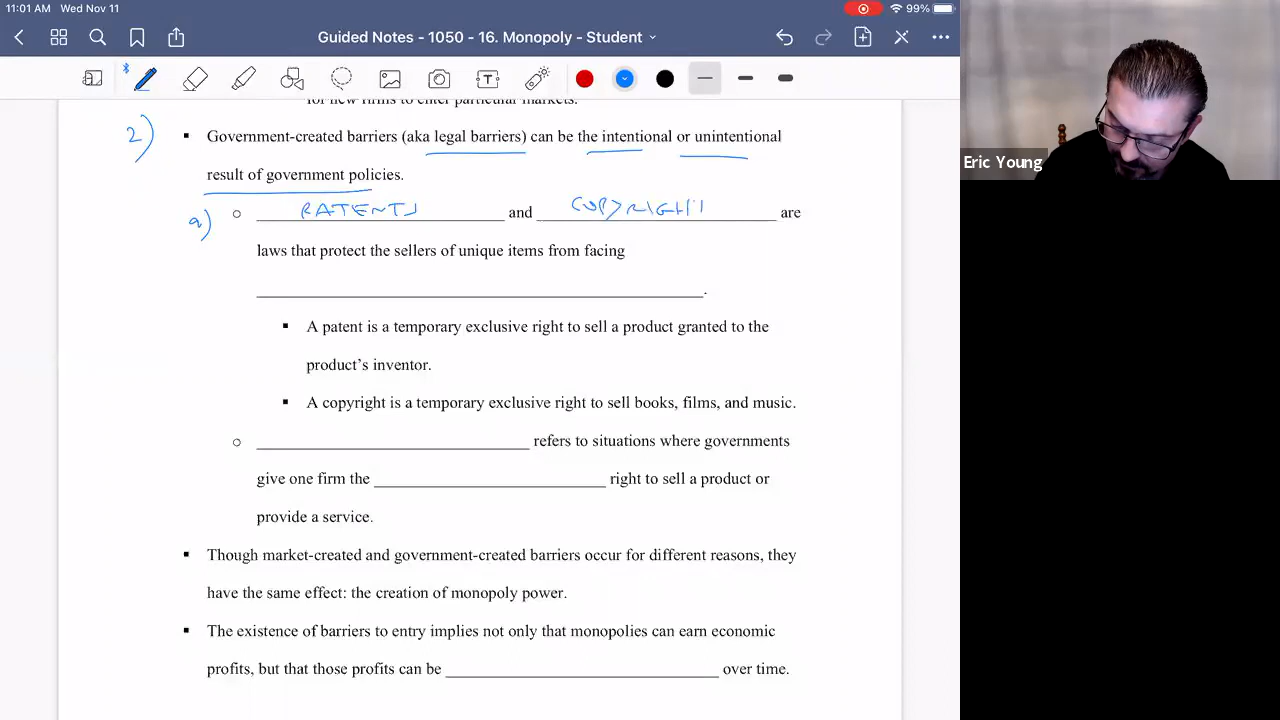 11:01 AM Wed Nov 11
99%
Guided Notes - 1050 - 16. Monopoly - Student
for new firms to enter particular markets.
2)
▪ Government-created barriers (aka legal barriers) can be the intentional or unintentional
result of government policies.
a) ○ PATENTS and COPYRIGHT are
laws that protect the sellers of unique items from facing
.
▪ A patent is a temporary exclusive right to sell a product granted to the
product's inventor.
▪ A copyright is a temporary exclusive right to sell books, films, and music.
○ refers to situations where governments
give one firm the right to sell a product or
provide a service.
▪ Though market-created and government-created barriers occur for different reasons, they
have the same effect: the creation of monopoly power.
▪ The existence of barriers to entry implies not only that monopolies can earn economic
profits, but that those profits can be over time.
Eric Young